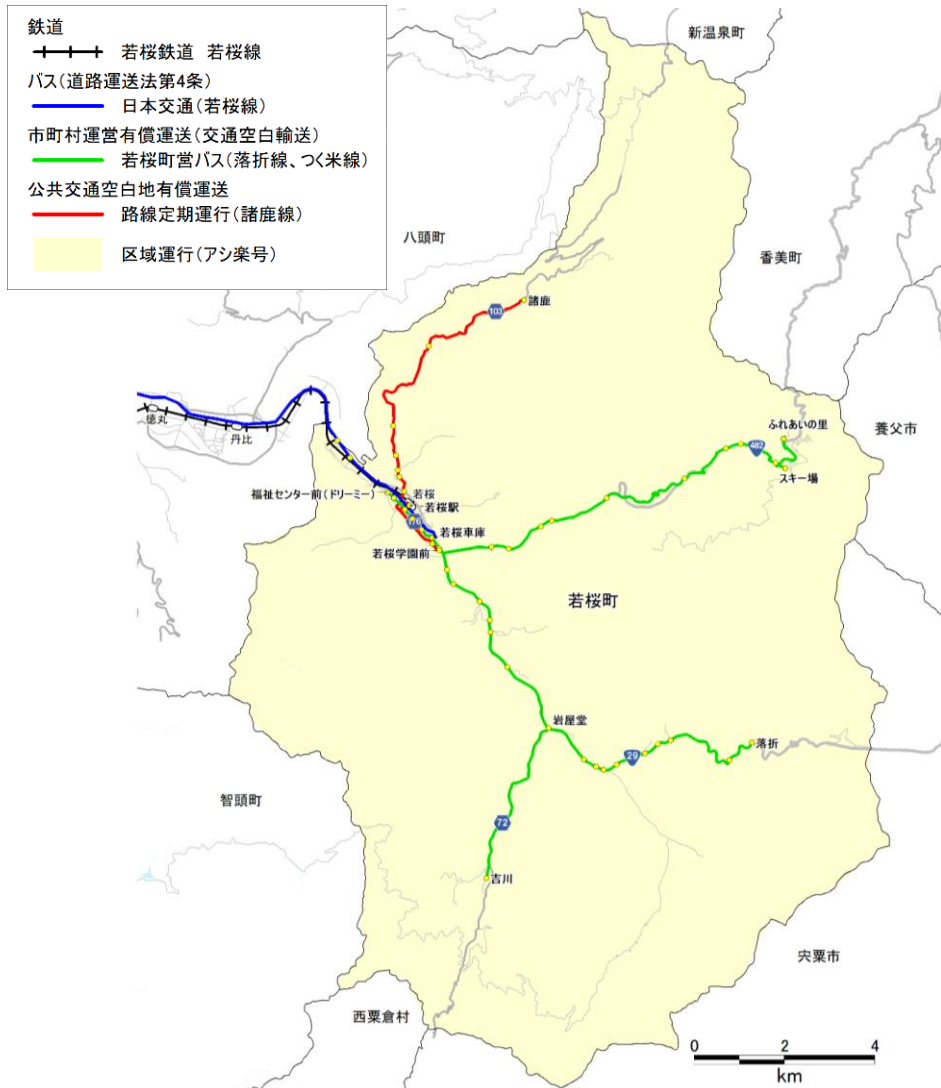 鉄道
若桜鉄道 若桜線
バス(道路運送法第4条)
日本交通(若桜線)
市町村運営有償運送(交通空白輸送)
若桜町営バス(落折線、つく米線)
公共交通空白地有償運送
路線定期運行(諸鹿線)
区域運行(アシ楽号)
新温泉町
八頭町
香美町
諸鹿
103
徳丸
丹比
ふれあいの里
養父市
482
スキー場
福祉センター前(ドリーミー)
若桜
若桜駅
若桜車庫
若桜学園前
若桜町
岩屋堂
落折
29
智頭町
72
吉川
宍粟市
西粟倉村
0 2 4
km